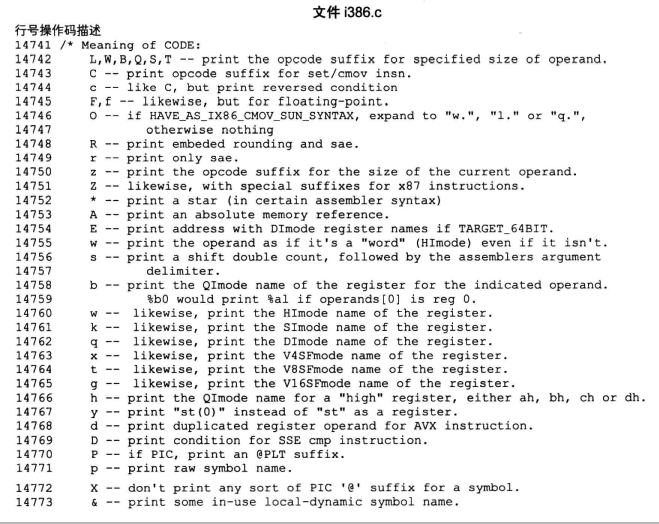 文件 i386.c
行号操作码描述
14741 /* Meaning of CODE:
14742 L,W,B,Q,S,T -- print the opcode suffix for specified size of operand.
14743 C -- print opcode suffix for set/cmov insn.
14744 c -- like C, but print reversed condition
14745 F,f -- likewise, but for floating-point.
14746 O -- if HAVE_AS_IX86_CMOV_SUN_SYNTAX, expand to "w.", "l." or "q.",
14747 otherwise nothing
14748 R -- print embeded rounding and sae.
14749 r -- print only sae.
14750 z -- print the opcode suffix for the size of the current operand.
14751 Z -- likewise, with special suffixes for x87 instructions.
14752 * -- print a star (in certain assembler syntax)
14753 A -- print an absolute memory reference.
14754 E -- print address with DImode register names if TARGET_64BIT.
14755 w -- print the operand as if it's a "word" (HImode) even if it isn't.
14756 s -- print a shift double count, followed by the assemblers argument
14757 delimiter.
14758 b -- print the QImode name of the register for the indicated operand.
14759 %b0 would print %al if operands[0] is reg 0.
14760 w -- likewise, print the HImode name of the register.
14761 k -- likewise, print the SImode name of the register.
14762 q -- likewise, print the DImode name of the register.
14763 x -- likewise, print the V4SFmode name of the register.
14764 t -- likewise, print the V8SFmode name of the register.
14765 g -- likewise, print the V16SFmode name of the register.
14766 h -- print the QImode name for a "high" register, either ah, bh, ch or dh.
14767 y -- print "st(0)" instead of "st" as a register.
14768 d -- print duplicated register operand for AVX instruction.
14769 D -- print condition for SSE cmp instruction.
14770 P -- if PIC, print an @PLT suffix.
14771 p -- print raw symbol name.
14772 X -- don't print any sort of PIC '@' suffix for a symbol.
14773 & -- print some in-use local-dynamic symbol name.